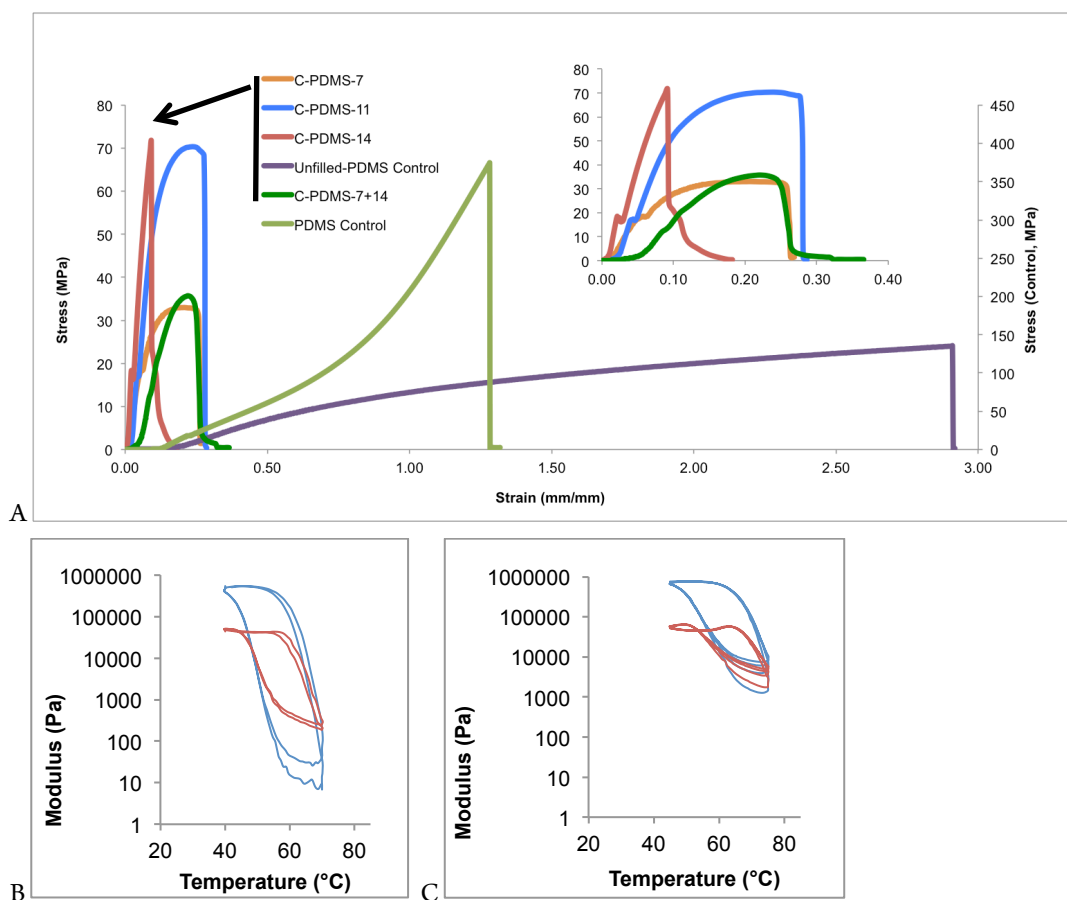 C-PDMS-7
C-PDMS-11
C-PDMS-14
Unfilled-PDMS Control
C-PDMS-7+14
PDMS Control
80
70
60
50
40
30
20
10
0
Stress (MPa)
0.00 0.50 1.00 1.50 2.00 2.50 3.00
Strain (mm/mm)
80
70
60
50
40
30
20
10
0
0.00 0.10 0.20 0.30 0.40
450
400
350
300
250
200
150
100
50
0
Stress (Control, MPa)
A
1000000
100000
10000
1000
100
10
1
Modulus (Pa)
20 40 60 80
Temperature (°C)
B
1000000
100000
10000
1000
100
10
1
Modulus (Pa)
20 40 60 80
Temperature (°C)
C